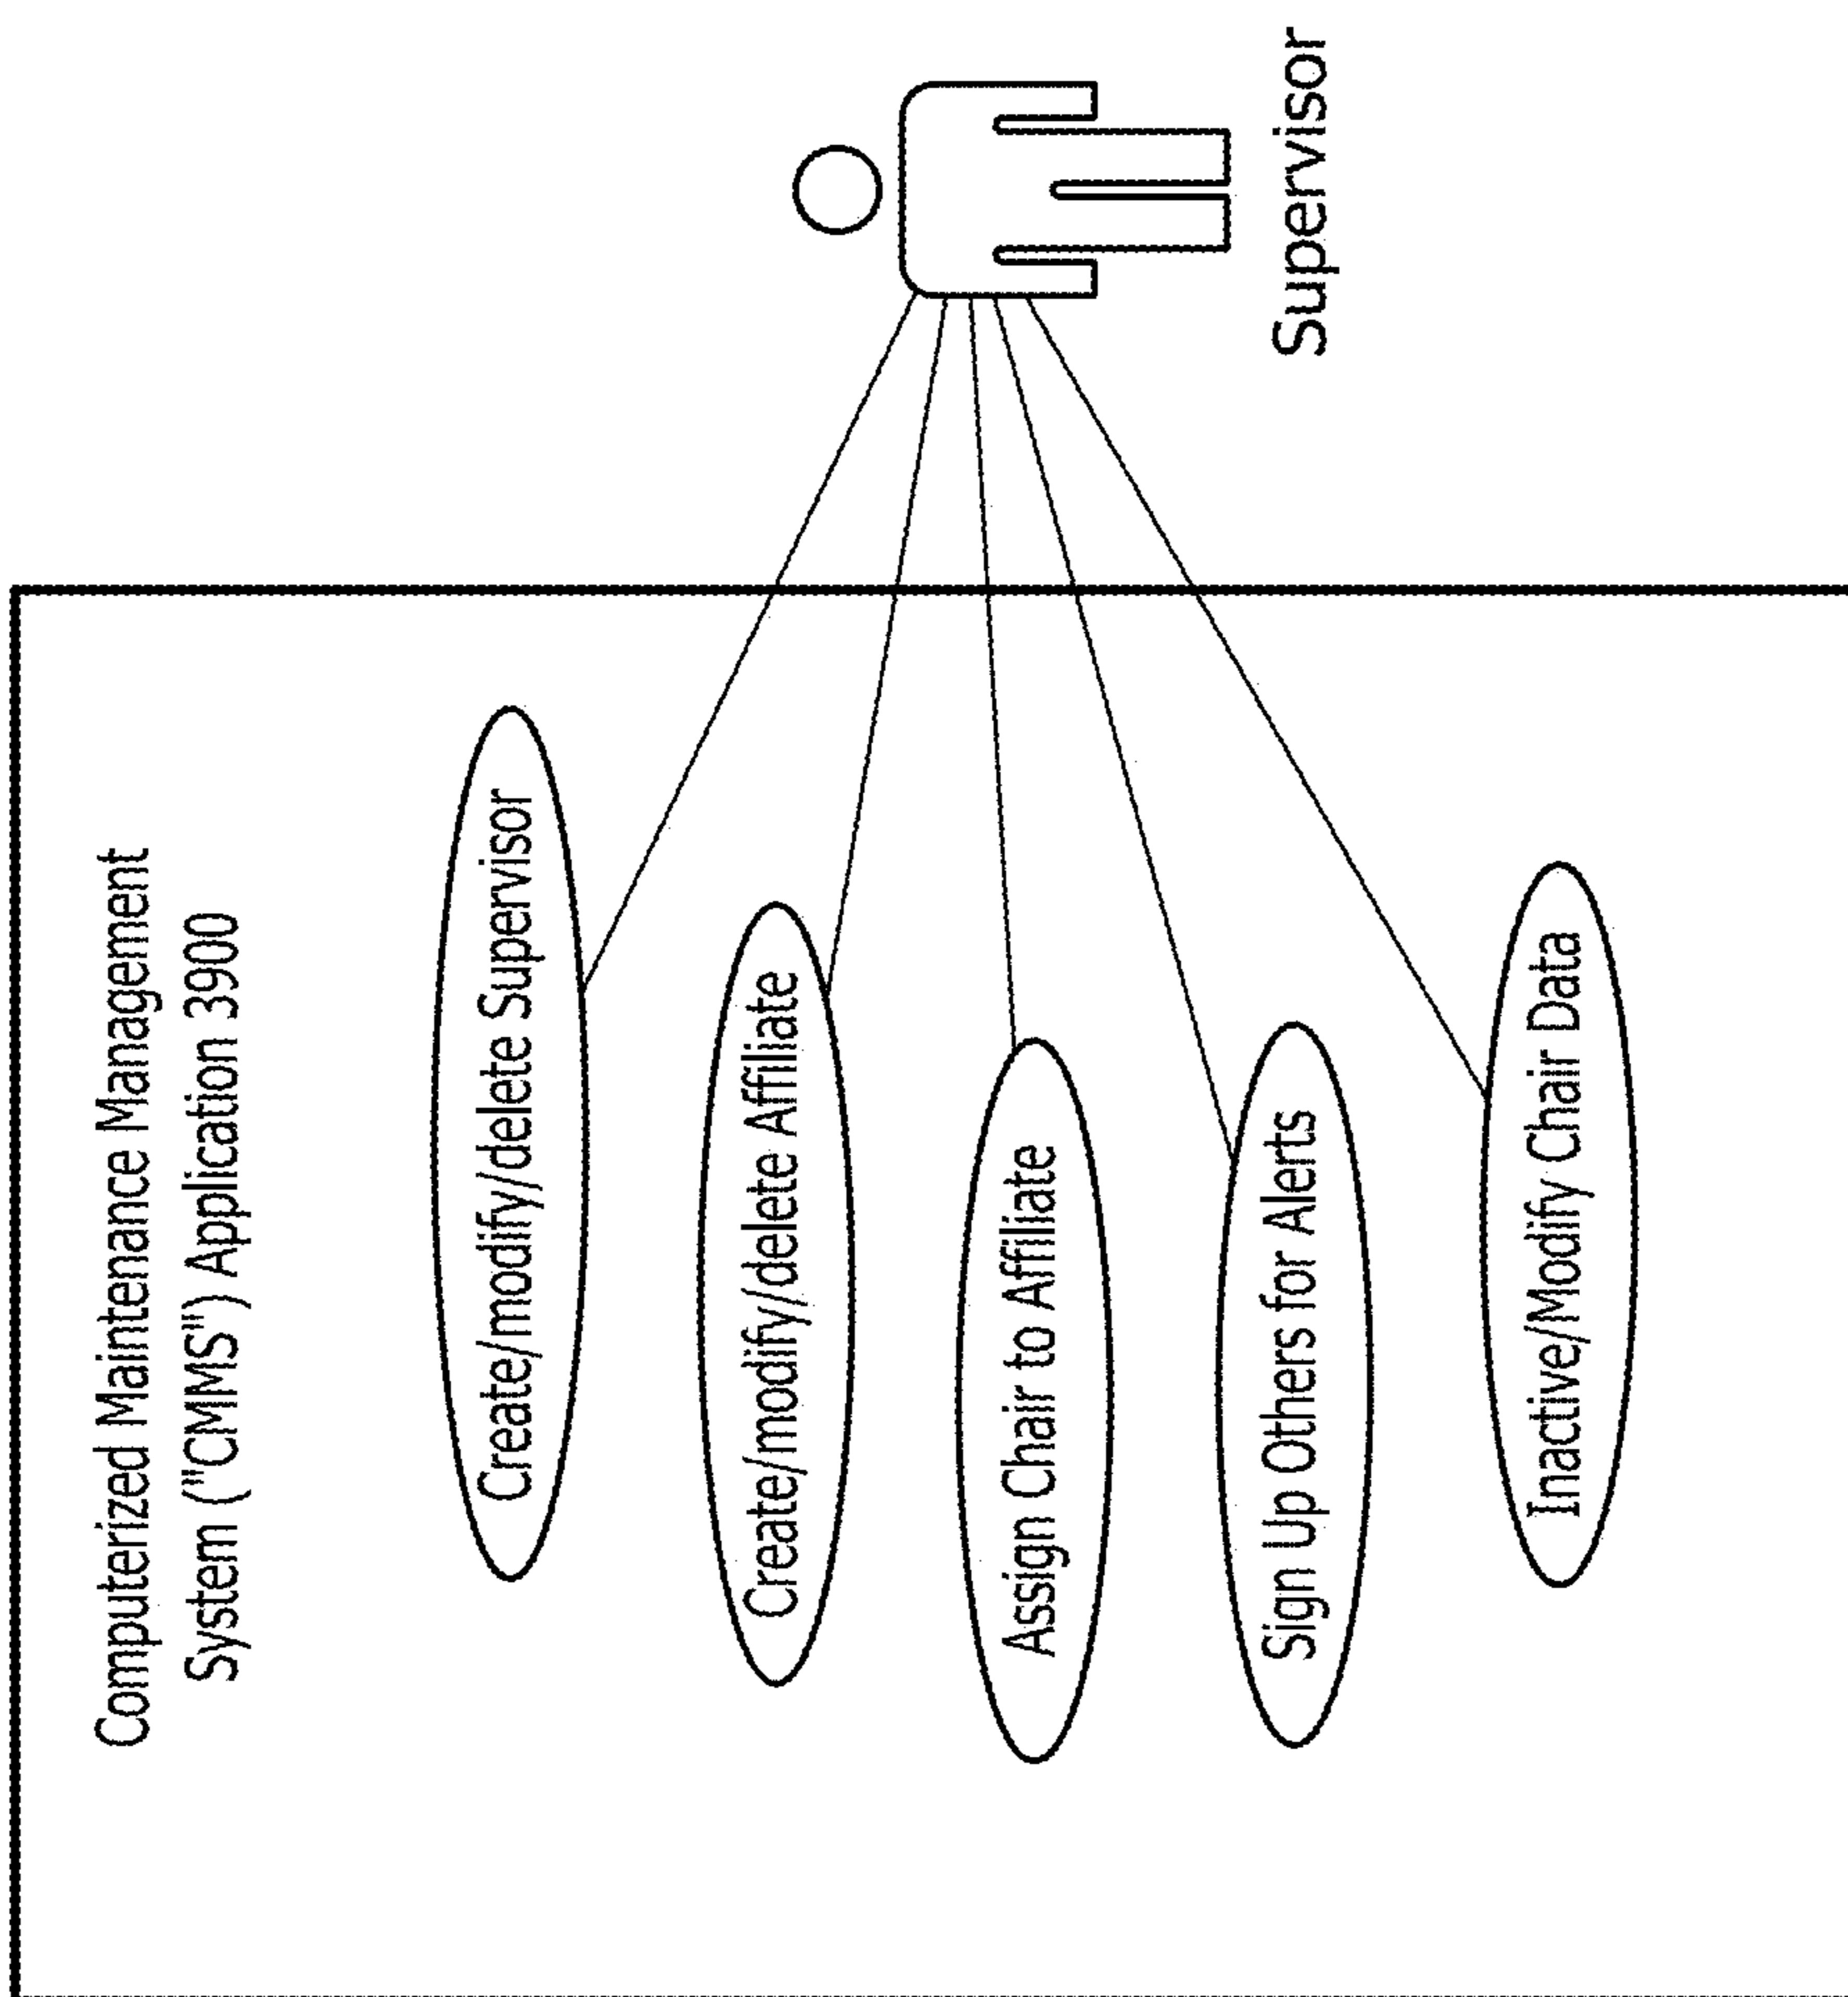 Computerized Maintenance Management
System ("CMMS") Application 3900
Create/modify/delete Supervisor
Create/modify/delete Affiliate
Assign Chair to Affiliate
Sign Up Others for Alerts
Inactive/Modify Chair Data
Supervisor